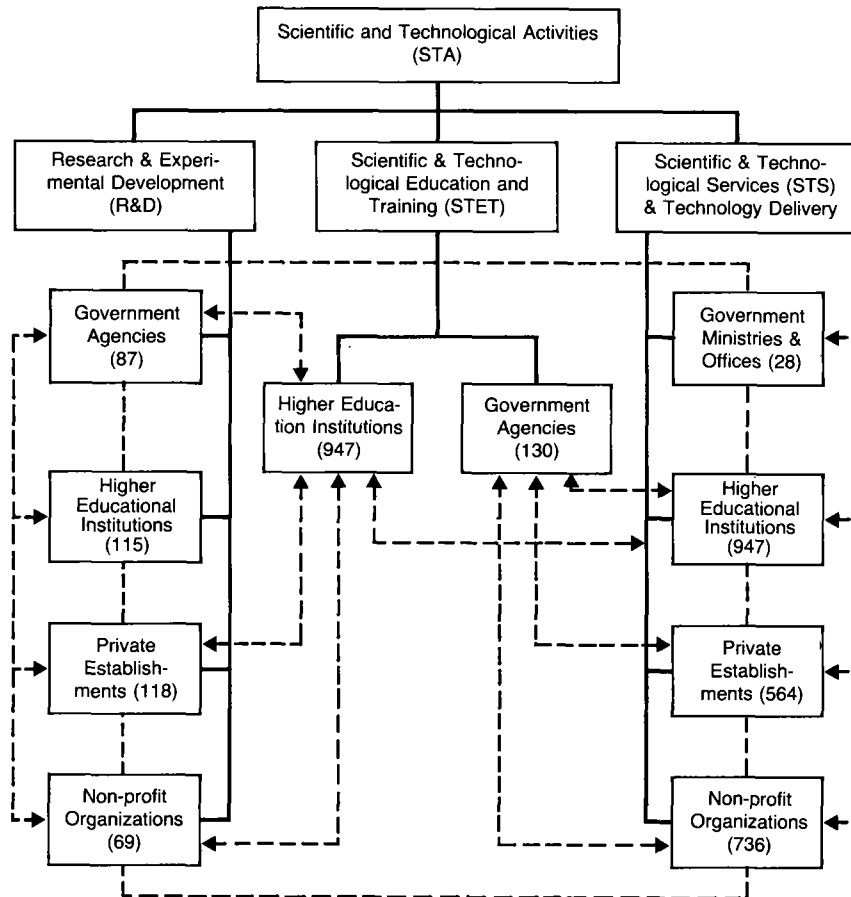 Scientific and Technological Activities
(STA)
Research & Experi-
mental Development
(R&D)
Scientific & Techno-
logical Education and
Training (STET)
Scientific & Techno-
logical Services (STS)
& Technology Delivery
Government
Agencies
(87)
Higher Educational
Institutions
(115)
Private
Establish-
ments (118)
Non-profit
Organizations
(69)
Higher Educa-
tion Institutions
(947)
Government
Agencies
(130)
Government
Ministries &
Offices (28)
Higher
Educational
Institutions
(947)
Private
Establish-
ments (564)
Non-profit
Organizations
(736)